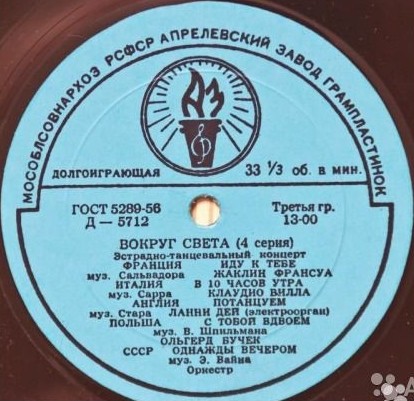 МОСОБЛСОВНАРХОЗ РСФСР АПРЕЛЕВСКИЙ ЗАВОД ГРАМПЛАСТИНОК
АЗ
ДОЛГОИГРАЮЩАЯ 33 ⅓ об. в мин.
ГОСТ 5289-56 Третья гр.
Д — 5712 13-00
ВОКРУГ СВЕТА (4 серия)
Эстрадно-танцевальный концерт
ФРАНЦИЯ ИДУ К ТЕБЕ
муз. Сальвадора ЖАКЛИН ФРАНСУА
ИТАЛИЯ В 10 ЧАСОВ УТРА
муз. Сарра КЛАУДИО ВИЛЛА
АНГЛИЯ ПОТАНЦУЕМ
муз. Стара ЛАННИ ДЕЙ (электроорган)
ПОЛЬША С ТОБОЙ ВДВОЕМ
муз. В. Шпильмана
ОЛЬГЕРД БУЧЕК
СССР ОДНАЖДЫ ВЕЧЕРОМ
муз. Э. Вайна
Оркестр